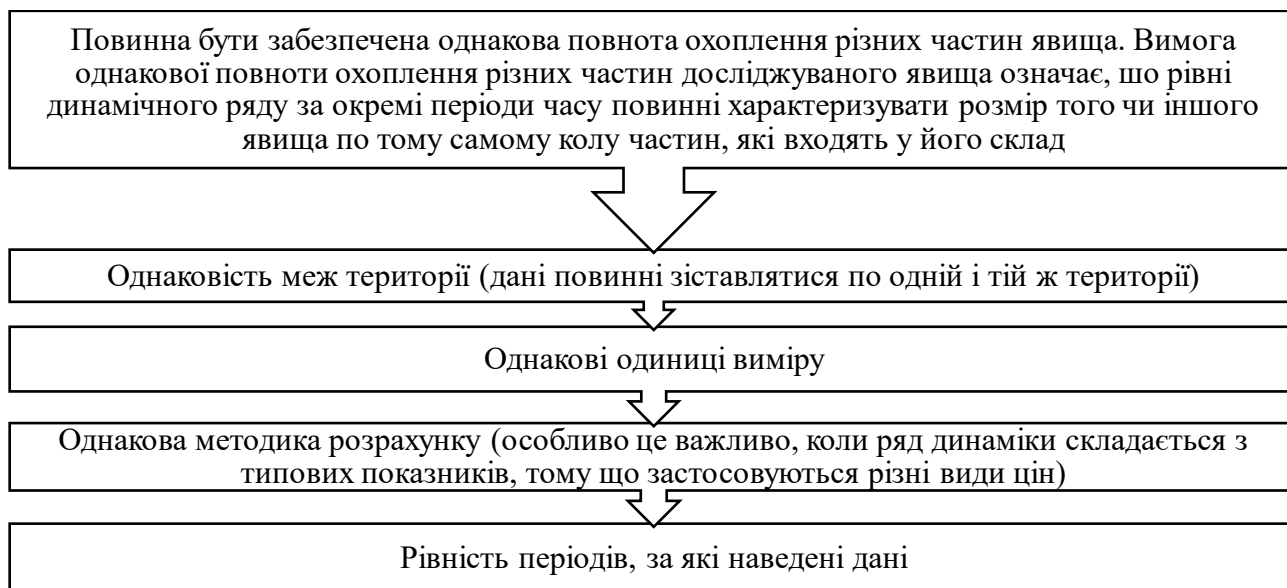 Повинна бути забезпечена однакова повнота охоплення різних частин явища. Вимога
однакової повноти охоплення різних частин досліджуваного явища означає, шо рівні
динамічного ряду за окремі періоди часу повинні характеризувати розмір того чи іншого
явища по тому самому колу частин, які входять у його склад
Однаковість меж території (дані повинні зіставлятися по одній і тій ж території)
Однакові одиниці виміру
Однакова методика розрахунку (особливо це важливо, коли ряд динаміки складається з
типових показників, тому що застосовуються різні види цін)
Рівність періодів, за які наведені дані